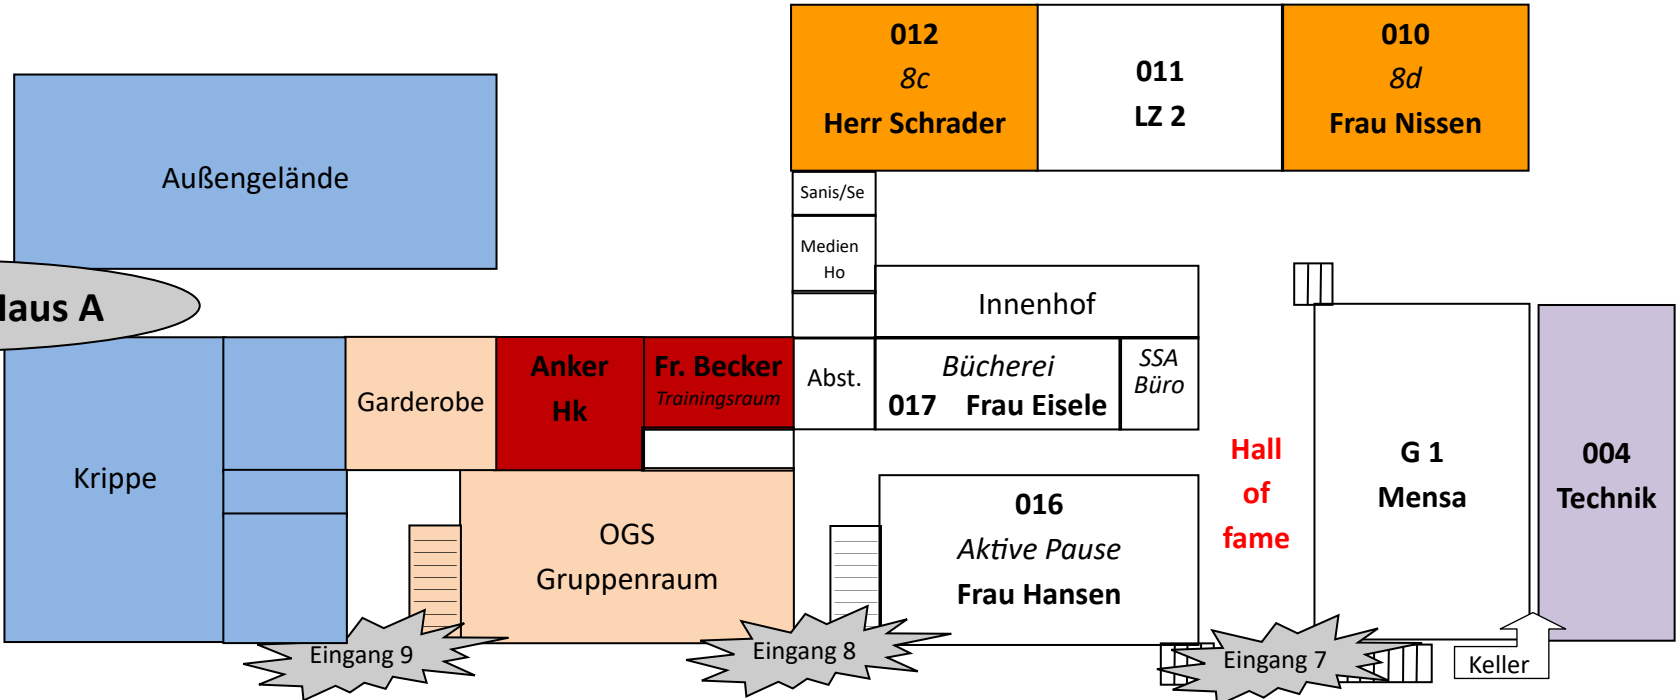 012
8c
Herr Schrader
011
LZ 2
010
8d
Frau Nissen
Außengelände
Sanis/Se
Medien
Ho
Innenhof
Haus A
Krippe
Garderobe
Anker
Hk
Fr. Becker
Trainingsraum
Abst.
Bücherei
017 Frau Eisele
SSA
Büro
OGS
Gruppenraum
016
Aktive Pause
Frau Hansen
Hall
of
fame
G 1
Mensa
004
Technik
Eingang 9
Eingang 8
Eingang 7
Keller